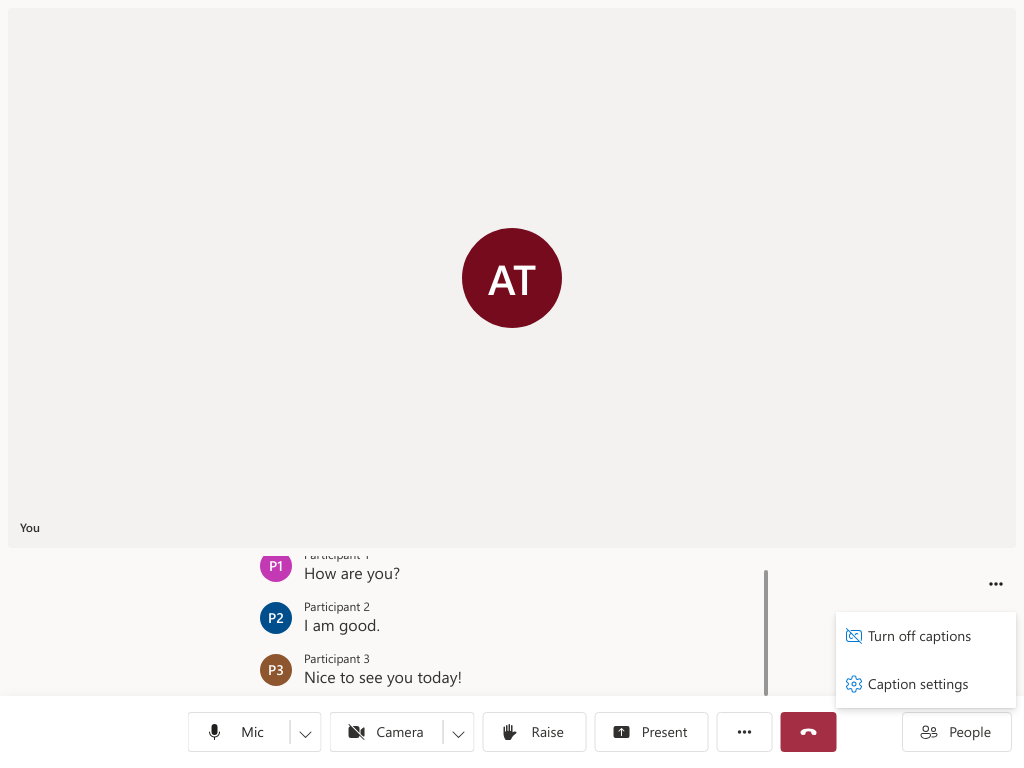 AT
You
P1
How are you?
P2
Participant 2
I am good.
P3
Participant 3
Nice to see you today!
Turn off captions
Caption settings
Mic
Camera
Raise
Present
People